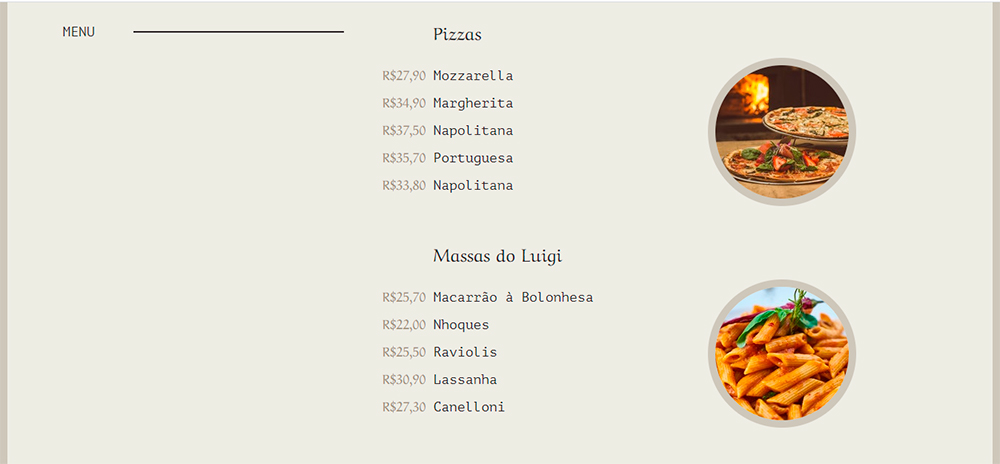 MENU
Pizzas
R$27,90 Mozzarella
R$34,90 Margherita
R$37,50 Napolitana
R$35,70 Portuguesa
R$33,80 Napolitana
Massas do Luigi
R$25,70 Macarrão à Bolonhesa
R$22,00 Nhoques
R$25,50 Raviolis
R$30,90 Lassanha
R$27,30 Canelloni